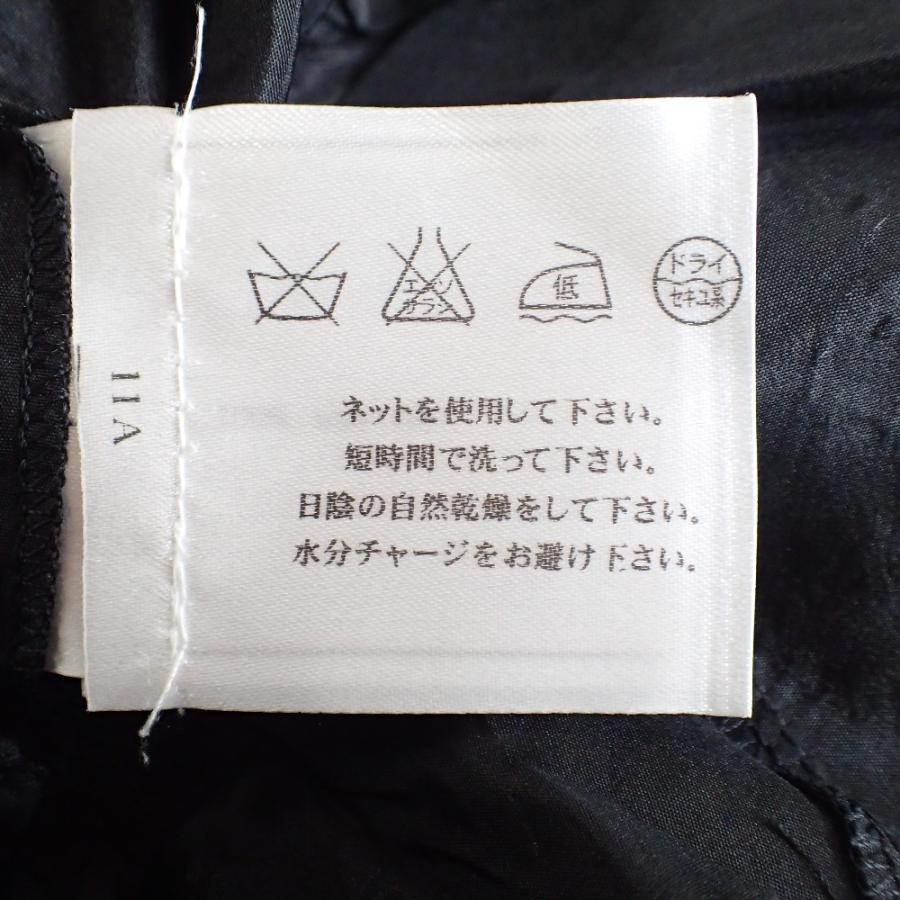 エンソ
サラシ
低
ドライ
セキユ系
11A
ネットを使用して下さい。
短時間で洗って下さい。
日陰の自然乾燥をして下さい。
水分チャージをお避け下さい。